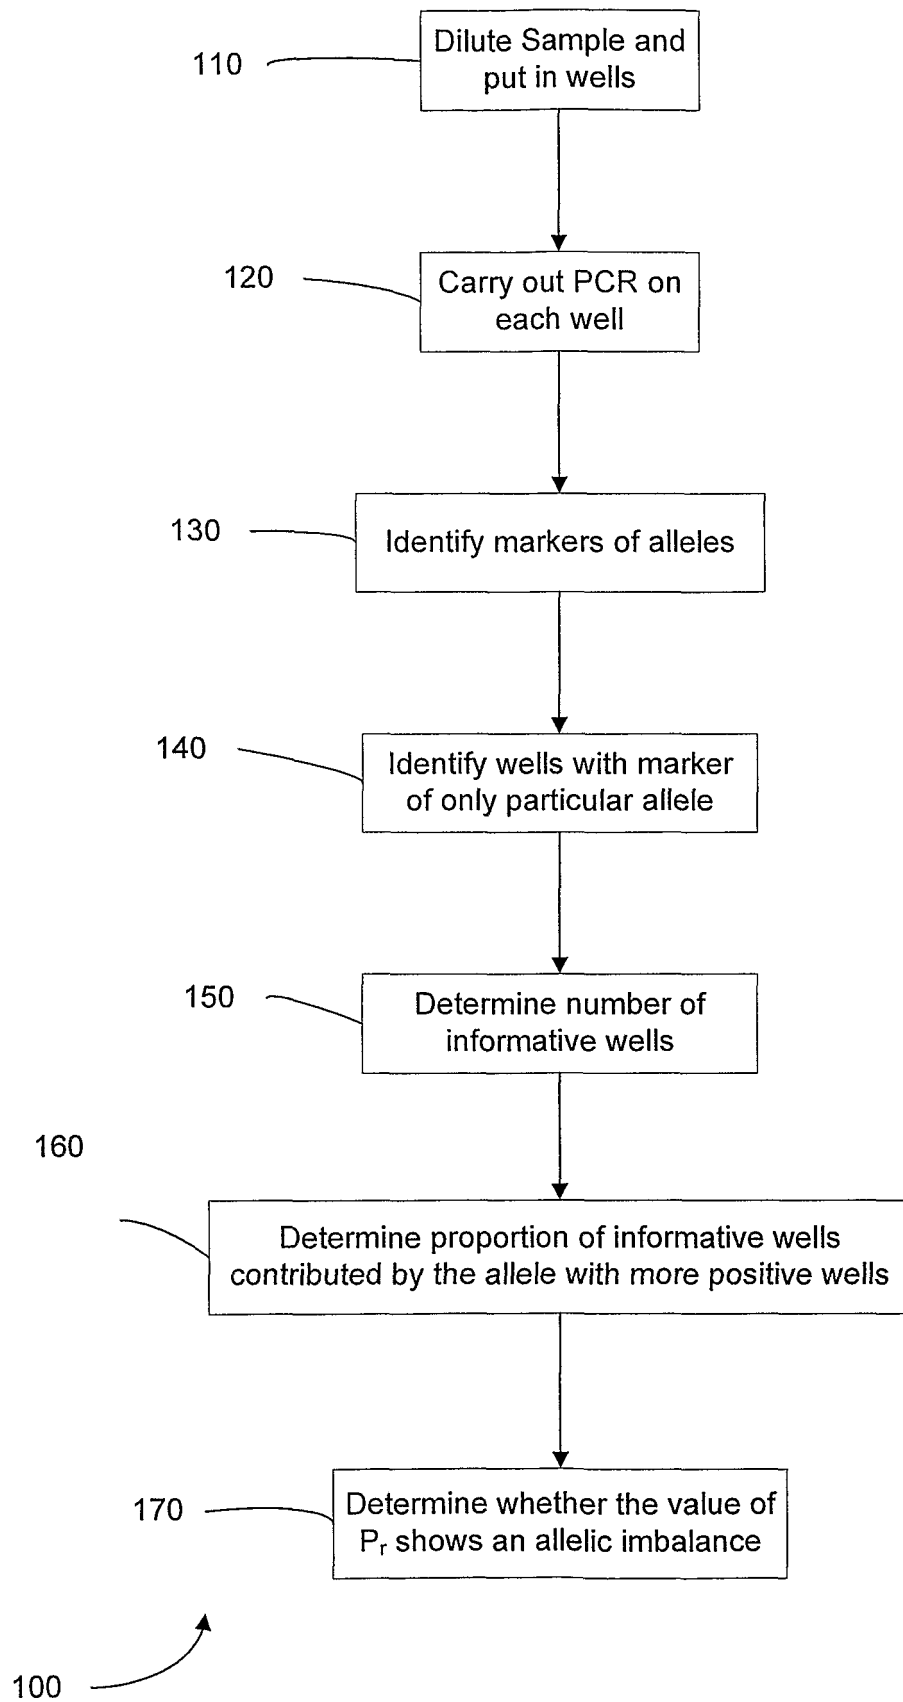 110
Dilute Sample and
put in wells
120
Carry out PCR on
each well
130
Identify markers of alleles
140
Identify wells with marker
of only particular allele
150
Determine number of
informative wells
160
Determine proportion of informative wells
contributed by the allele with more positive wells
170
Determine whether the value of
Pr shows an allelic imbalance
100